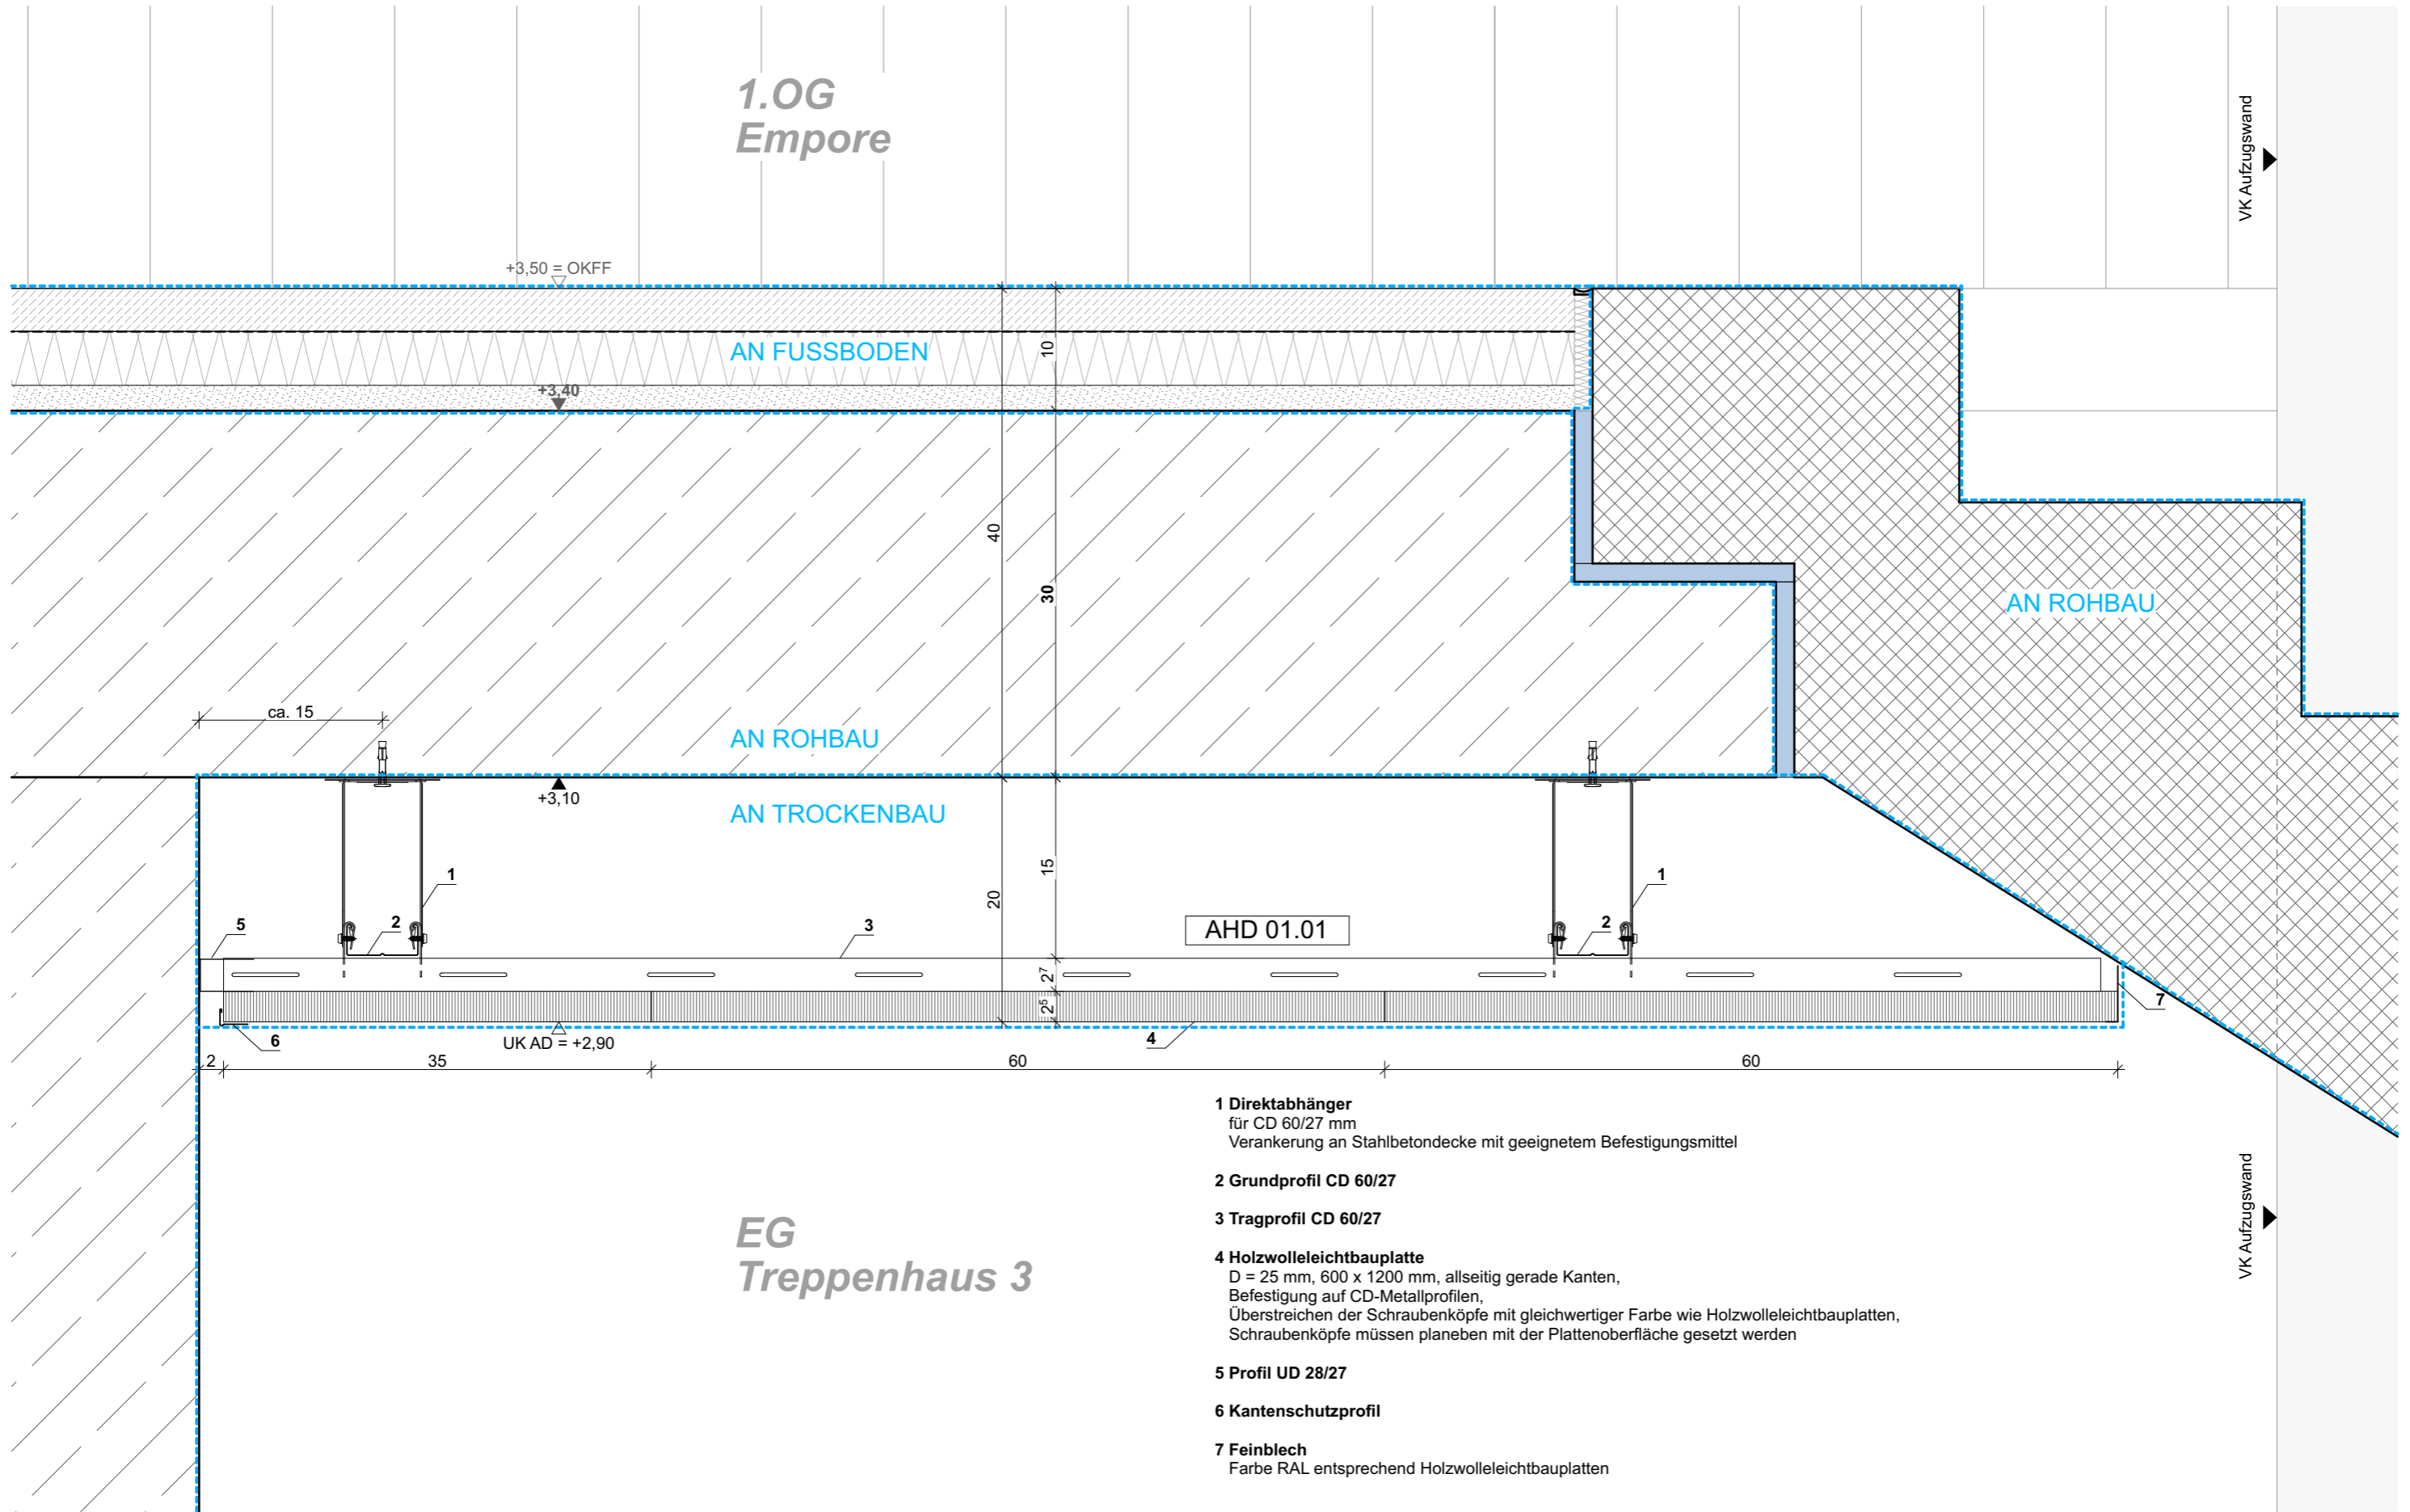 1.OG
Empore
VK Aufzugswand
+3,50 = OKFF
AN FUSSBODEN
10
+3,40
40
30
AN ROHBAU
ca. 15
AN ROHBAU
+3,10
AN TROCKENBAU
15
20
1
1
2
2
3
5
AHD 01.01
2⁷
2⁵
7
6
UK AD = +2,90
4
2
35
60
60
1 Direktabhänger
für CD 60/27 mm
Verankerung an Stahlbetondecke mit geeignetem Befestigungsmittel
2 Grundprofil CD 60/27
3 Tragprofil CD 60/27
4 Holzwolleleichtbauplatte
D = 25 mm, 600 x 1200 mm, allseitig gerade Kanten,
Befestigung auf CD-Metallprofilen,
Überstreichen der Schraubenköpfe mit gleichwertiger Farbe wie Holzwolleleichtbauplatten,
Schraubenköpfe müssen planeben mit der Plattenoberfläche gesetzt werden
5 Profil UD 28/27
6 Kantenschutzprofil
7 Feinblech
Farbe RAL entsprechend Holzwolleleichtbauplatten
EG
Treppenhaus 3
VK Aufzugswand